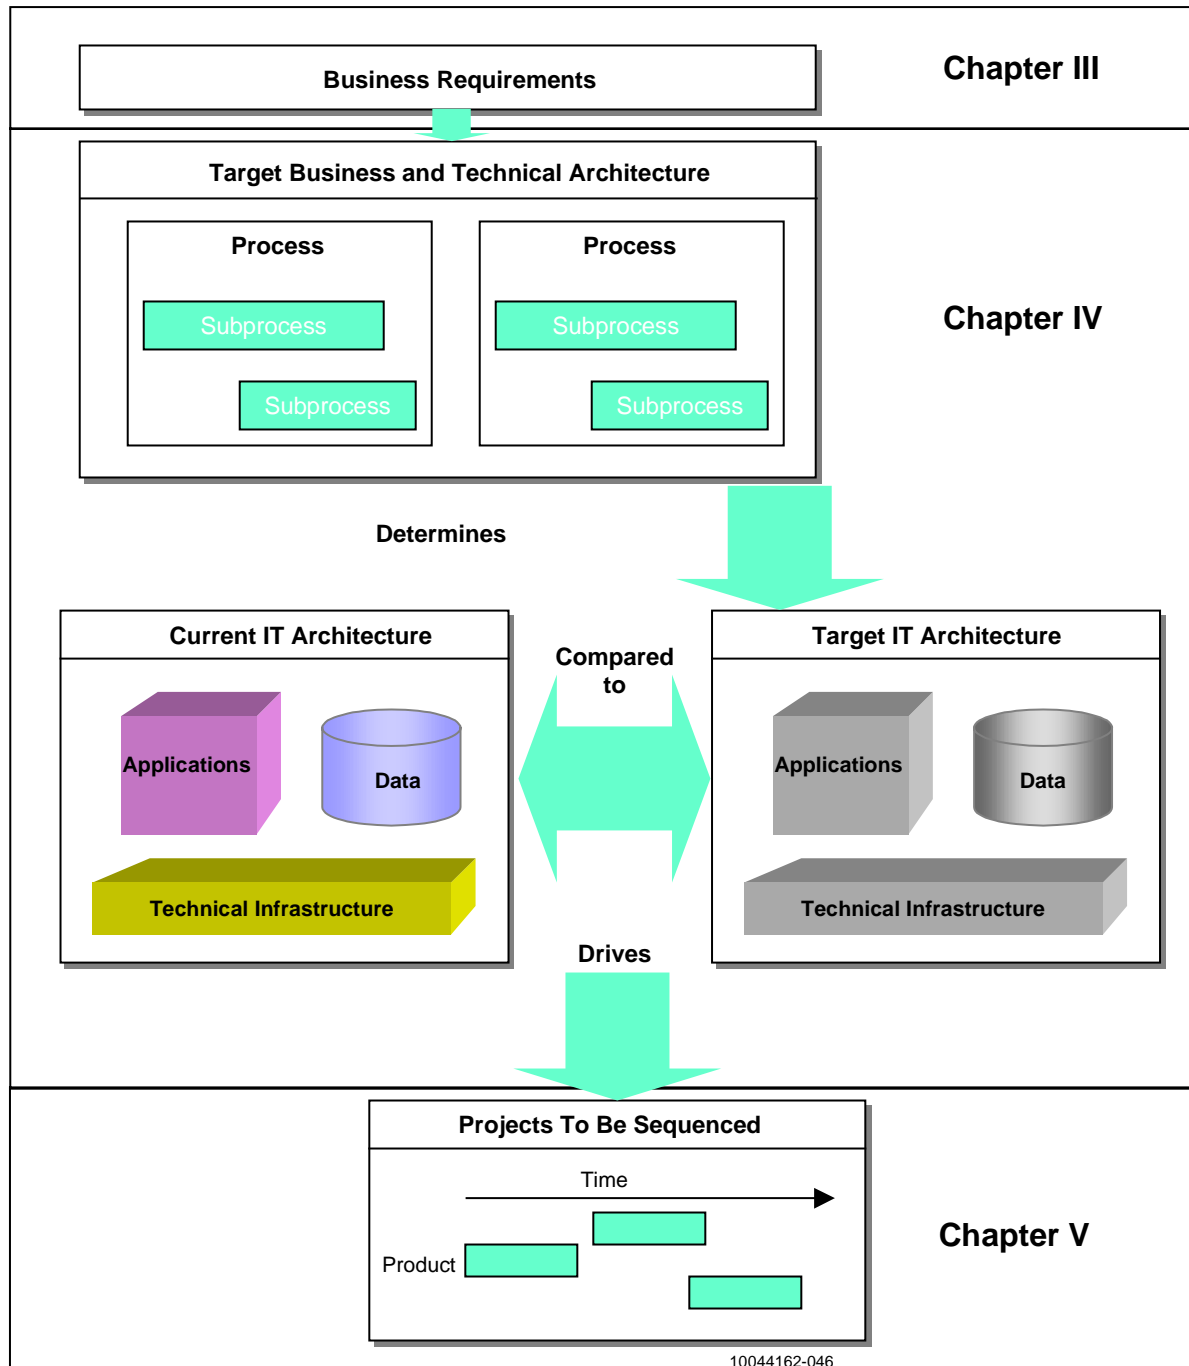 Chapter III
Business Requirements
Target Business and Technical Architecture
Process
Process
Subprocess
Subprocess
Chapter IV
Subprocess
Subprocess
Determines
Current IT Architecture
Compared
to
Target IT Architecture
Applications
Data
Applications
Data
Technical Infrastructure
Technical Infrastructure
Drives
Projects To Be Sequenced
Time
Chapter V
Product
10044162-046